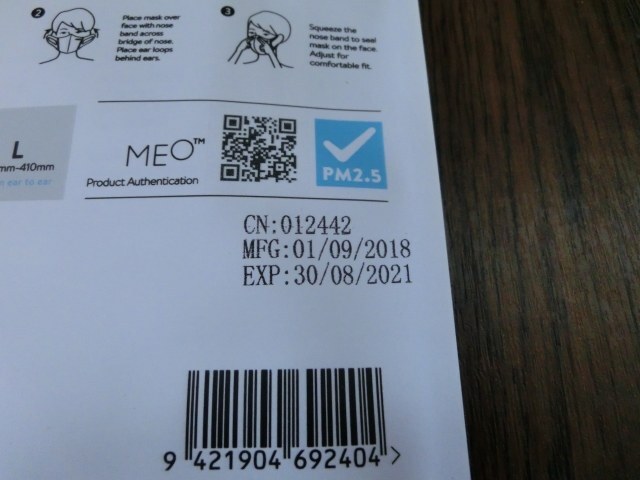 2
Place mask over
face with nose
band across
bridge of nose.
Place ear loops
behind ears.
3
Squeeze the
nose band to seal
mask on the face.
Adjust for
comfortable fit.
L
mm–410mm
ear to ear
MEO™
Product Authentication
PM2.5
CN:012442
MFG:01/09/2018
EXP:30/08/2021
9 421904 692404 >